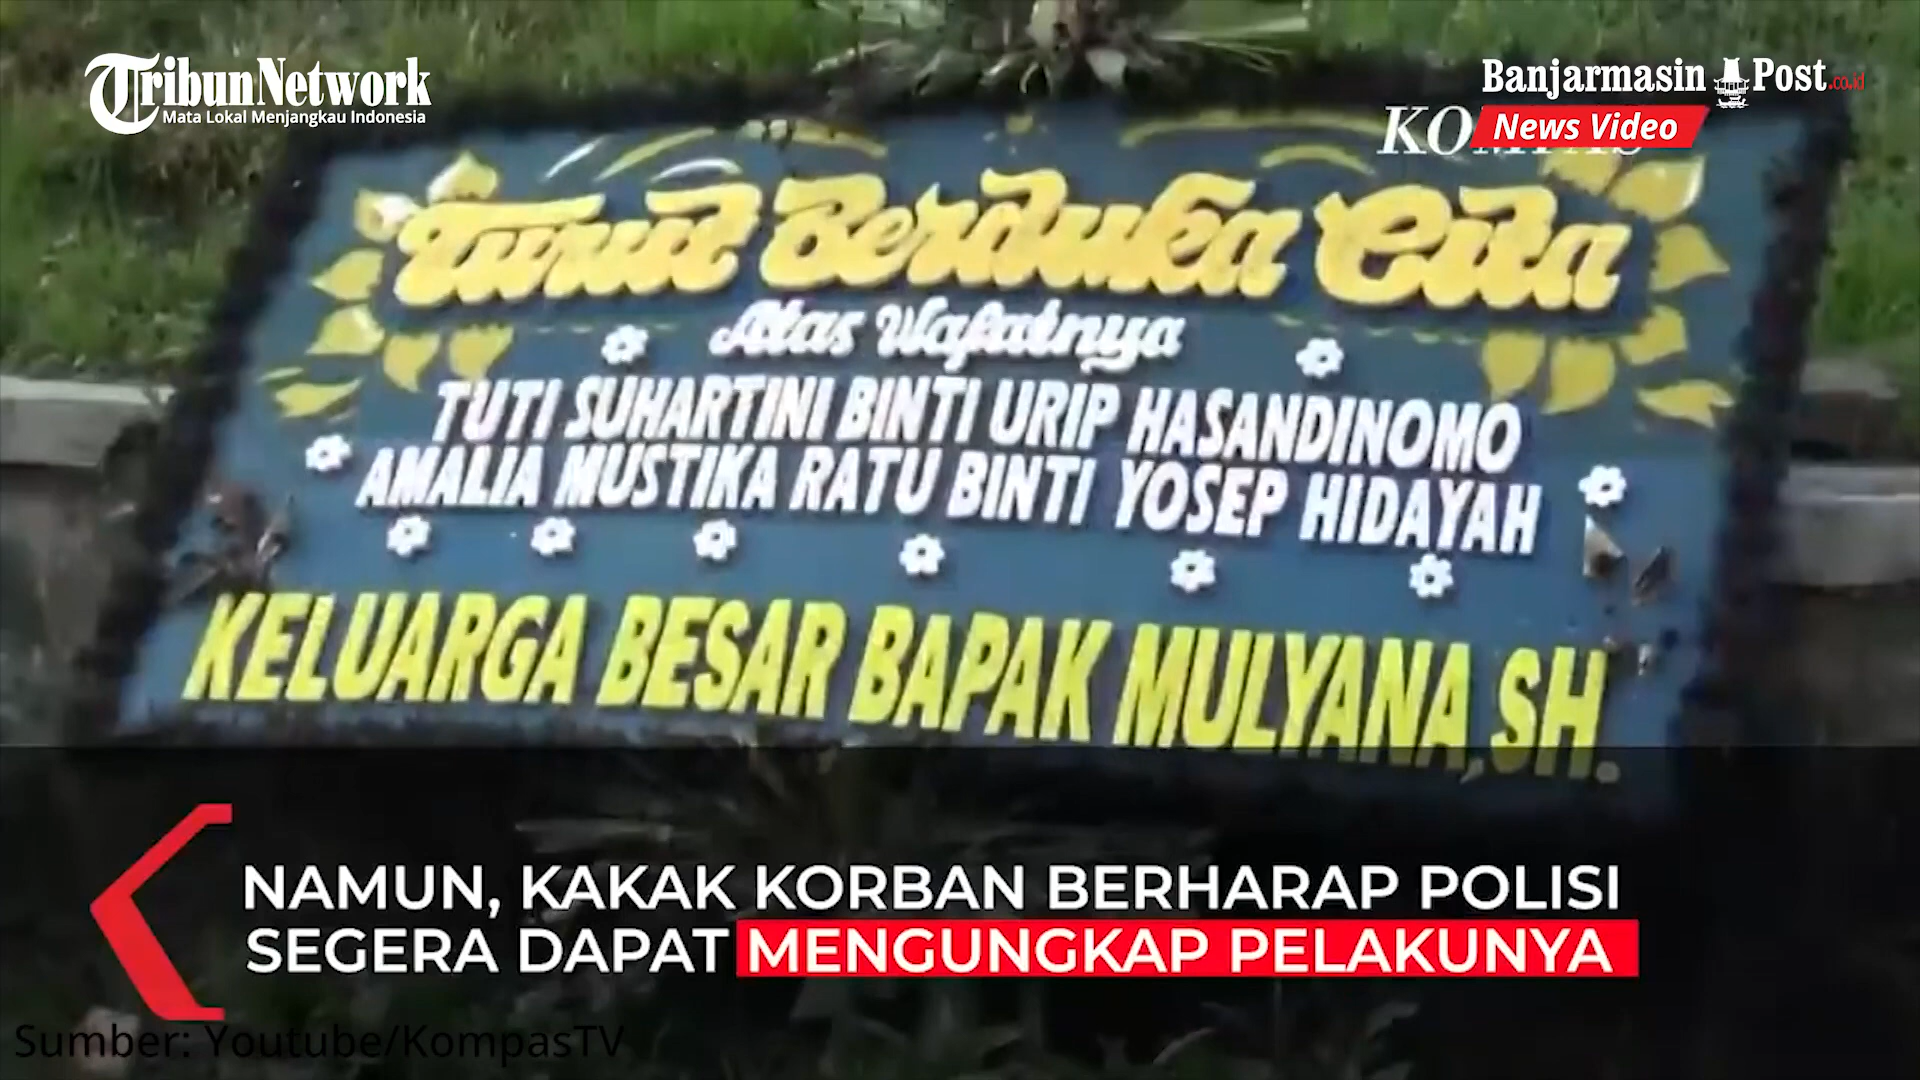 TribunNetwork
Mata Lokal Menjangkau Indonesia
Banjarmasin Post.co.id
News Video
Turut Berduka Cita
Atas Wafatnya
TUTI SUHARTINI BINTI URIP HASANDINOMO
AMALIA MUSTIKA RATU BINTI YOSEP HIDAYAH
KELUARGA BESAR BAPAK MULYANA,SH.
NAMUN, KAKAK KORBAN BERHARAP POLISI
SEGERA DAPAT MENGUNGKAP PELAKUNYA
Sumber: Youtube/KompasTV